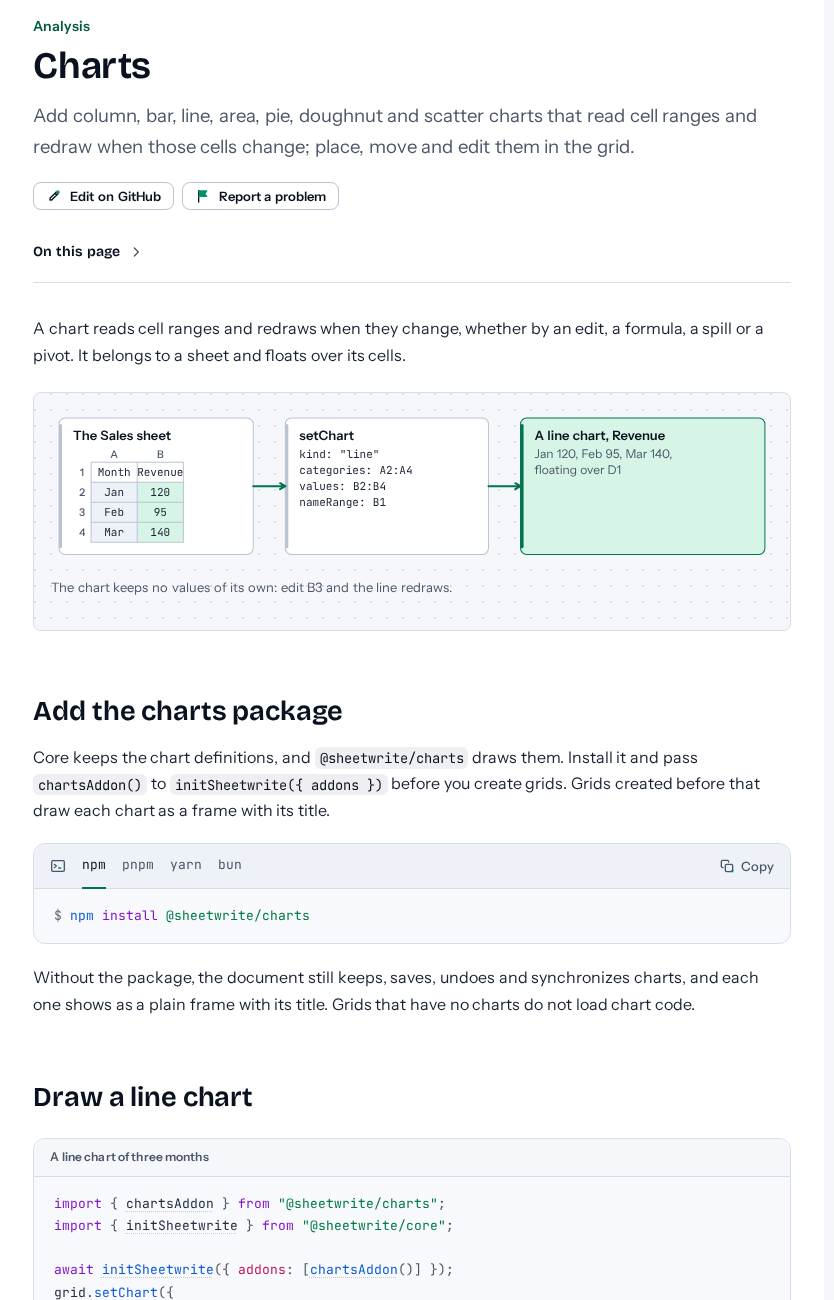 Analysis
Charts
Add column, bar, line, area, pie, doughnut and scatter charts that read cell ranges and
redraw when those cells change; place, move and edit them in the grid.
Edit on GitHub
Report a problem
On this page
A chart reads cell ranges and redraws when they change, whether by an edit, a formula, a spill or a
pivot. It belongs to a sheet and floats over its cells.
The Sales sheet
A B
1 Month Revenue
2 Jan 120
3 Feb 95
4 Mar 140
setChart
kind: "line"
categories: A2:A4
values: B2:B4
nameRange: B1
A line chart, Revenue
Jan 120, Feb 95, Mar 140,
floating over D1
The chart keeps no values of its own: edit B3 and the line redraws.
Add the charts package
Core keeps the chart definitions, and @sheetwrite/charts draws them. Install it and pass
chartsAddon() to initSheetwrite({ addons }) before you create grids. Grids created before that
draw each chart as a frame with its title.
npm pnpm yarn bun
Copy
$ npm install @sheetwrite/charts
Without the package, the document still keeps, saves, undoes and synchronizes charts, and each
one shows as a plain frame with its title. Grids that have no charts do not load chart code.
Draw a line chart
A line chart of three months
import { chartsAddon } from "@sheetwrite/charts";
import { initSheetwrite } from "@sheetwrite/core";
await initSheetwrite({ addons: [chartsAddon()] });
grid.setChart({